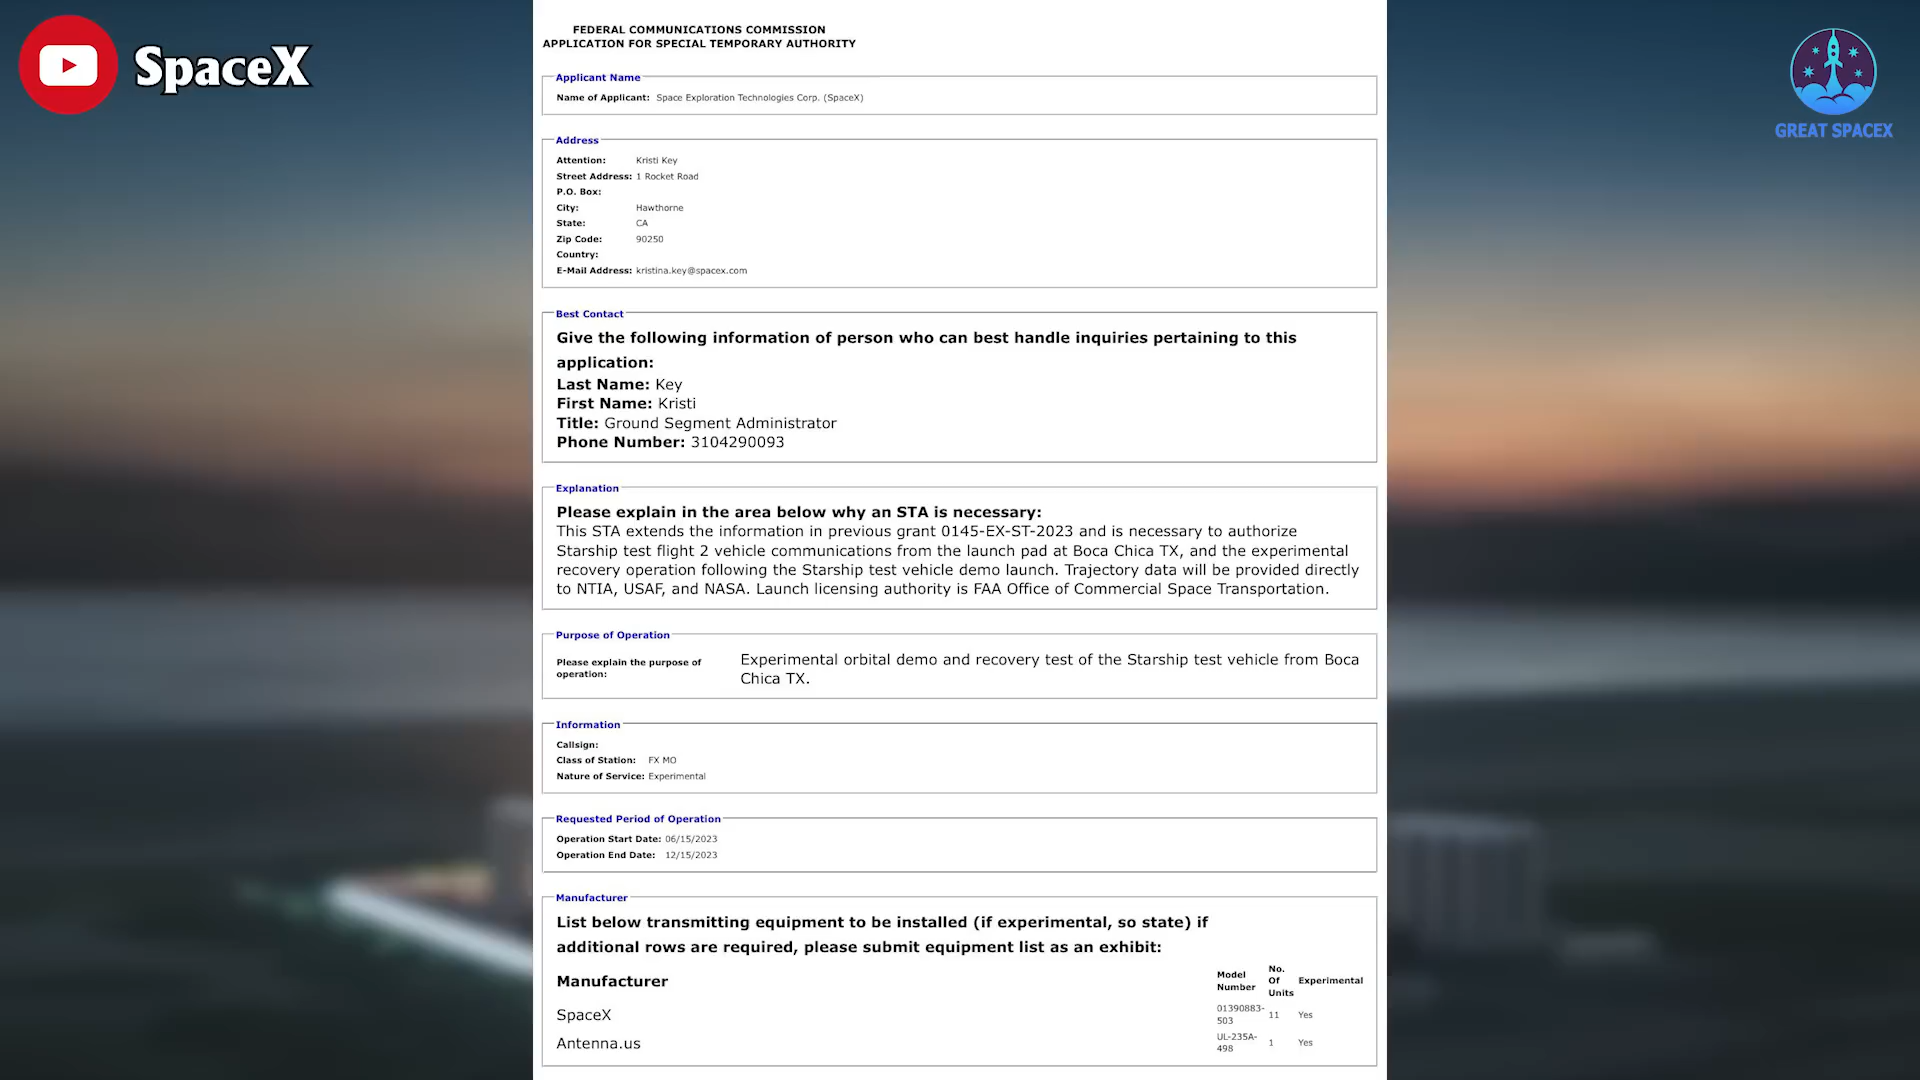 SpaceX
GREAT SPACEX
FEDERAL COMMUNICATIONS COMMISSION
APPLICATION FOR SPECIAL TEMPORARY AUTHORITY
Applicant Name
Name of Applicant: Space Exploration Technologies Corp. (SpaceX)
Address
Attention: Kristi Key
Street Address: 1 Rocket Road
P.O. Box:
City: Hawthorne
State: CA
Zip Code: 90250
Country:
E-Mail Address: kristina.key@spacex.com
Best Contact
Give the following information of person who can best handle inquiries pertaining to this
application:
Last Name: Key
First Name: Kristi
Title: Ground Segment Administrator
Phone Number: 3104290093
Explanation
Please explain in the area below why an STA is necessary:
This STA extends the information in previous grant 0145-EX-ST-2023 and is necessary to authorize
Starship test flight 2 vehicle communications from the launch pad at Boca Chica TX, and the experimental
recovery operation following the Starship test vehicle demo launch. Trajectory data will be provided directly
to NTIA, USAF, and NASA. Launch licensing authority is FAA Office of Commercial Space Transportation.
Purpose of Operation
Please explain the purpose of
operation:
Experimental orbital demo and recovery test of the Starship test vehicle from Boca
Chica TX.
Information
Callsign:
Class of Station: FX MO
Nature of Service: Experimental
Requested Period of Operation
Operation Start Date: 06/15/2023
Operation End Date: 12/15/2023
Manufacturer
List below transmitting equipment to be installed (if experimental, so state) if
additional rows are required, please submit equipment list as an exhibit:
Manufacturer
Model
Number
No.
Of
Units
Experimental
SpaceX
01390883-
503
11
Yes
Antenna.us
UL-235A-
498
1
Yes